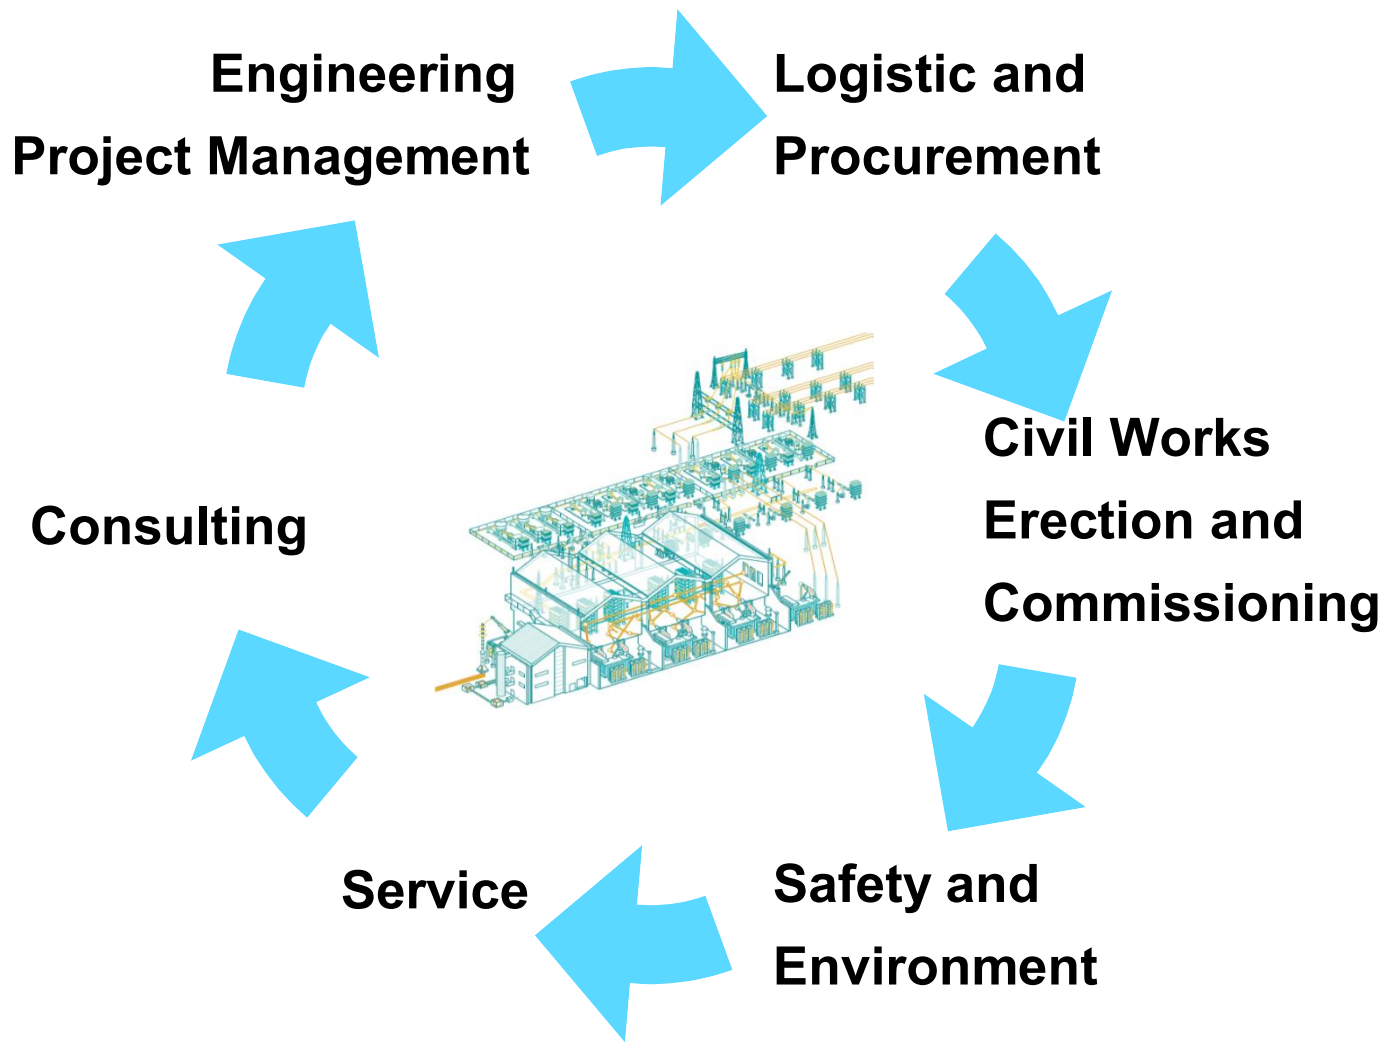 Engineering
Project Management
Logistic and
Procurement
Civil Works
Erection and
Commissioning
Safety and
Environment
Service
Consulting